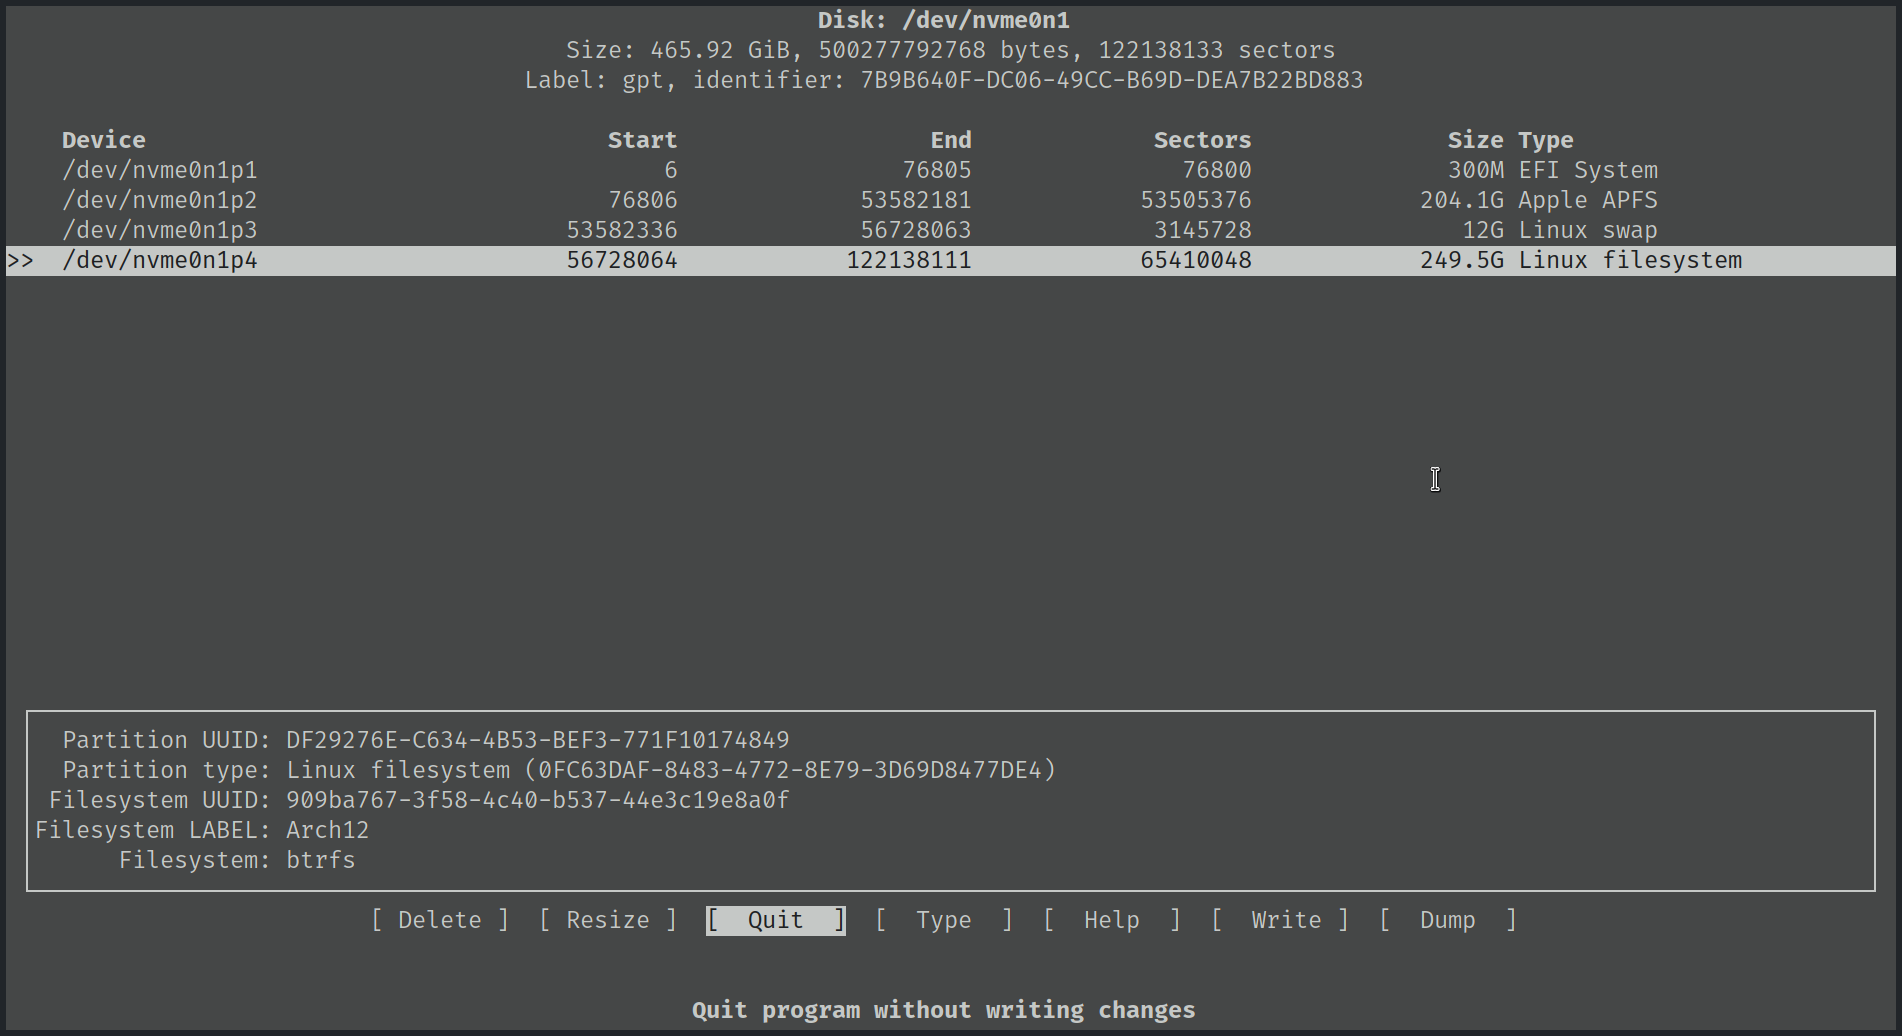 Disk: /dev/nvme0n1
Size: 465.92 GiB, 500277792768 bytes, 122138133 sectors
Label: gpt, identifier: 7B9B640F-DC06-49CC-B69D-DEA7B22BD883
Device Start End Sectors Size Type
/dev/nvme0n1p1 6 76805 76800 300M EFI System
/dev/nvme0n1p2 76806 53582181 53505376 204.1G Apple APFS
/dev/nvme0n1p3 53582336 56728063 3145728 12G Linux swap
>> /dev/nvme0n1p4 56728064 122138111 65410048 249.5G Linux filesystem
Partition UUID: DF29276E-C634-4B53-BEF3-771F10174849
Partition type: Linux filesystem (0FC63DAF-8483-4772-8E79-3D69D8477DE4)
Filesystem UUID: 909ba767-3f58-4c40-b537-44e3c19e8a0f
Filesystem LABEL: Arch12
Filesystem: btrfs
[ Delete ] [ Resize ] [ Quit ] [ Type ] [ Help ] [ Write ] [ Dump ]
Quit program without writing changes